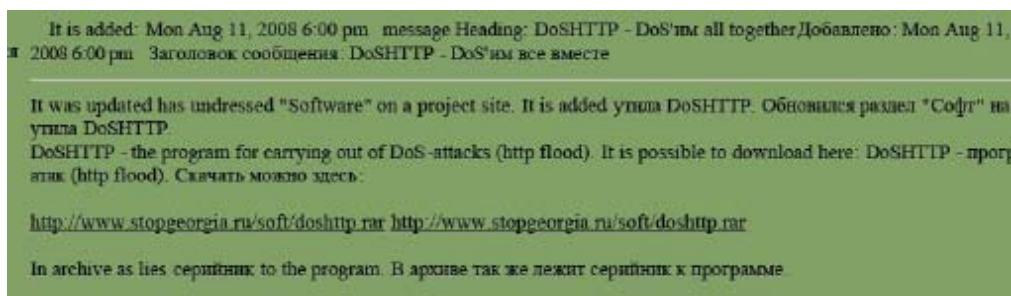 It is added: Mon Aug 11, 2008 6:00 pm message Heading: DoSHTTP - DoS'им all togetherДобавлено: Mon Aug 11,
2008 6:00 pm Заголовок сообщения: DoSHTTP - DoS'им все вместе
It was updated has undressed "Software" on a project site. It is added утила DoSHTTP. Обновился раздел "Софт" на
утила DoSHTTP.
DoSHTTP - the program for carrying out of DoS-attacks (http flood). It is possible to download here: DoSHTTP - прогр
атак (http flood). Скачать можно здесь:
http://www.stopgeorgia.ru/soft/doshttp.rar http://www.stopgeorgia.ru/soft/doshttp.rar
In archive as lies серийник to the program. В архиве так же лежит серийник к программе.